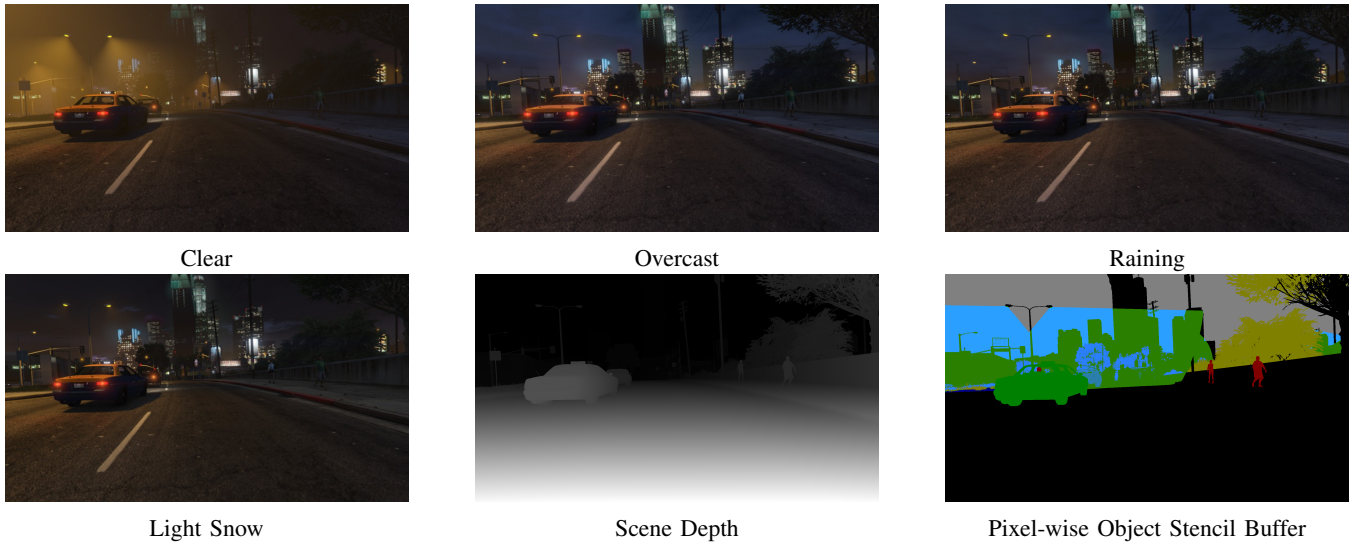 Clear
Overcast
Raining
Light Snow
Scene Depth
Pixel-wise Object Stencil Buffer